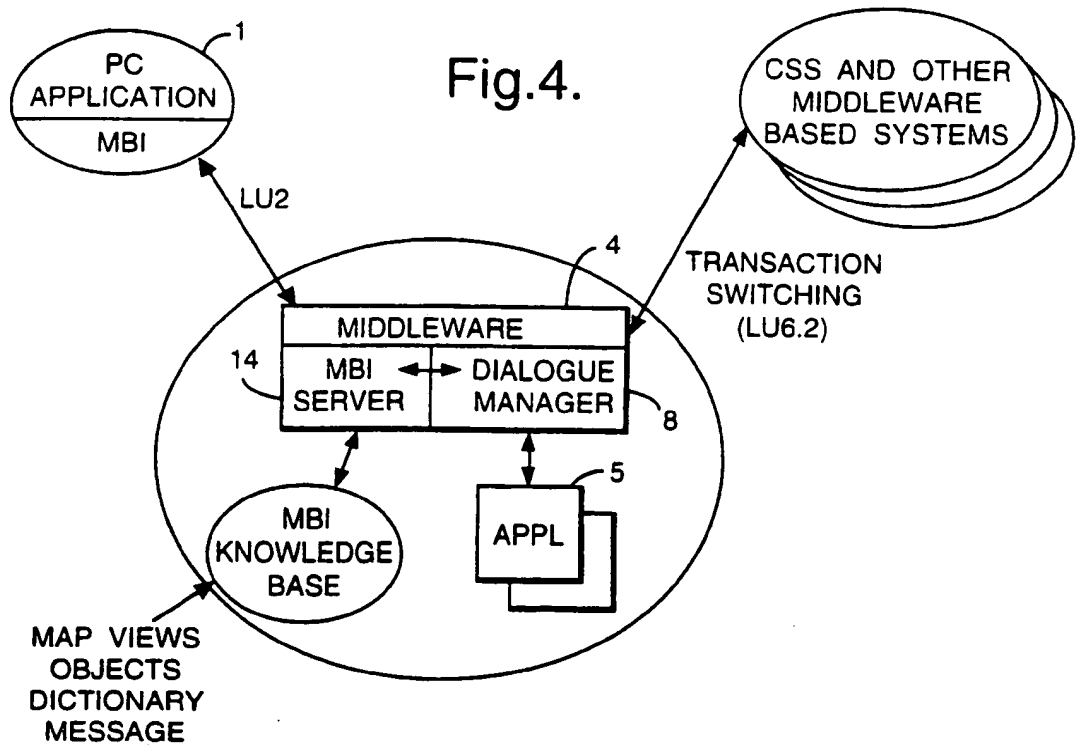 1
PC
APPLICATION
MBI
Fig.4.
CSS AND OTHER
MIDDLEWARE
BASED SYSTEMS
LU2
4
TRANSACTION
SWITCHING
(LU6.2)
MIDDLEWARE
14
MBI
SERVER
DIALOGUE
MANAGER
8
5
APPL
MBI
KNOWLEDGE
BASE
MAP VIEWS
OBJECTS
DICTIONARY
MESSAGE